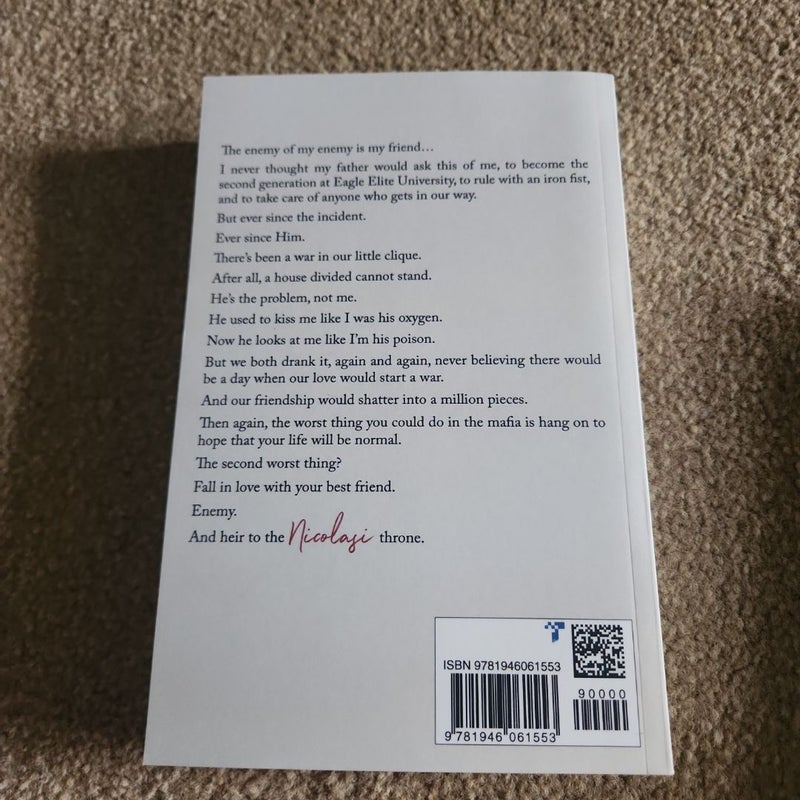 The enemy of my enemy is my friend…
I never thought my father would ask this of me, to become the
second generation at Eagle Elite University, to rule with an iron fist,
and to take care of anyone who gets in our way.
But ever since the incident.
Ever since Him.
There's been a war in our little clique.
After all, a house divided cannot stand.
He's the problem, not me.
He used to kiss me like I was his oxygen.
Now he looks at me like I'm his poison.
But we both drank it, again and again, never believing there would
be a day when our love would start a war.
And our friendship would shatter into a million pieces.
Then again, the worst thing you could do in the mafia is hang on to
hope that your life will be normal.
The second worst thing?
Fall in love with your best friend.
Enemy.
And heir to the Nicolasi throne.
ISBN 9781946061553
90000
9 781946 061553